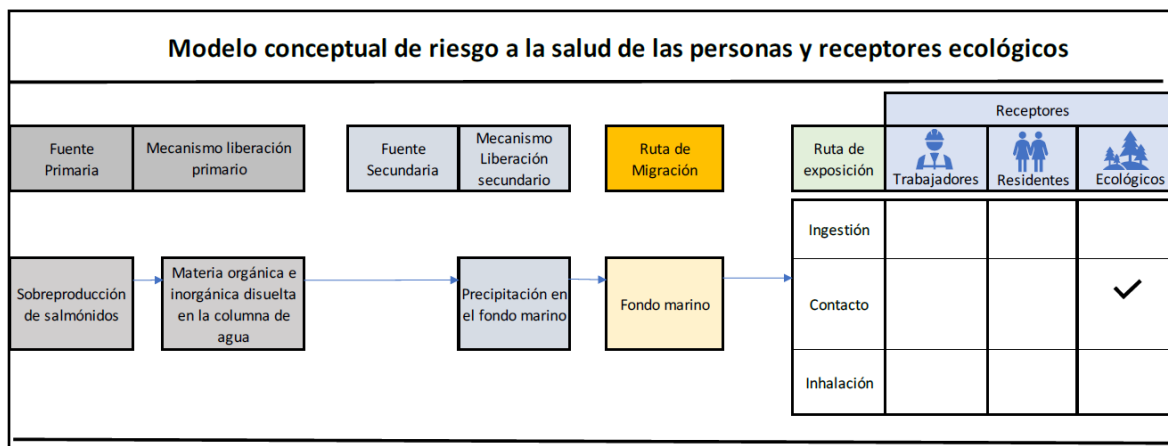 Modelo conceptual de riesgo a la salud de las personas y receptores ecológicos
Receptores
Fuente
Primaria
Mecanismo liberación
primario
Fuente
Secundaria
Mecanismo
Liberación
secundario
Ruta de
Migración
Ruta de
exposición
Trabajadores
Residentes
Ecológicos
Ingestión
Sobreproducción
de salmónidos
Materia orgánica e
inorgánica disuelta
en la columna de
agua
Precipitación en
el fondo marino
Fondo marino
Contacto
Inhalación